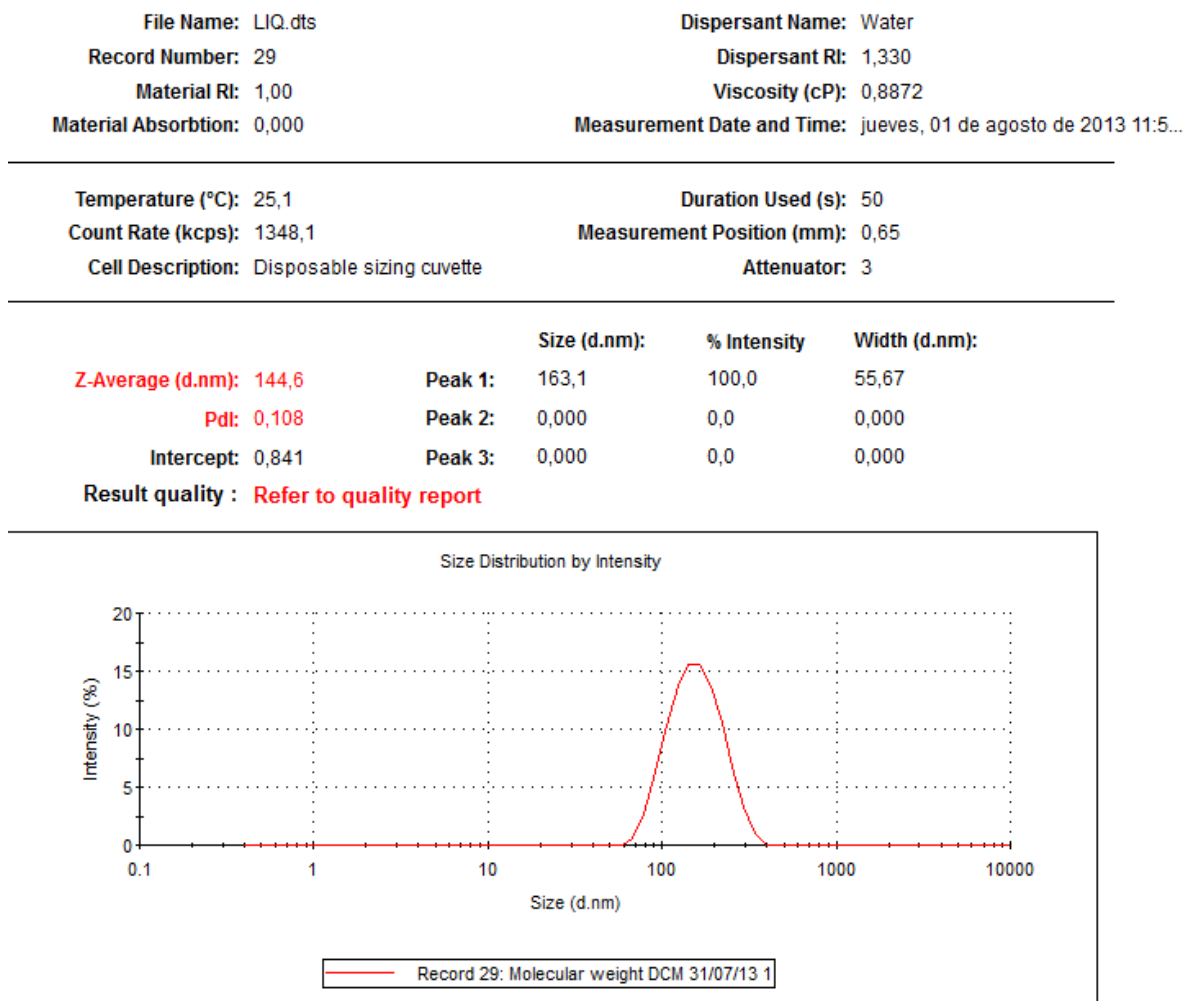 File Name: LIQ.dts Dispersant Name: Water
Record Number: 29 Dispersant RI: 1,330
Material RI: 1,00 Viscosity (cP): 0,8872
Material Absorbtion: 0,000 Measurement Date and Time: jueves, 01 de agosto de 2013 11:5...
Temperature (ºC): 25,1 Duration Used (s): 50
Count Rate (kcps): 1348,1 Measurement Position (mm): 0,65
Cell Description: Disposable sizing cuvette Attenuator: 3
Size (d.nm): % Intensity Width (d.nm):
Z-Average (d.nm): 144,6 Peak 1: 163,1 100,0 55,67
PdI: 0,108 Peak 2: 0,000 0,0 0,000
Intercept: 0,841 Peak 3: 0,000 0,0 0,000
Result quality : Refer to quality report
Size Distribution by Intensity
20
15
10
5
0
Intensity (%)
0.1 1 10 100 1000 10000
Size (d.nm)
Record 29: Molecular weight DCM 31/07/13 1